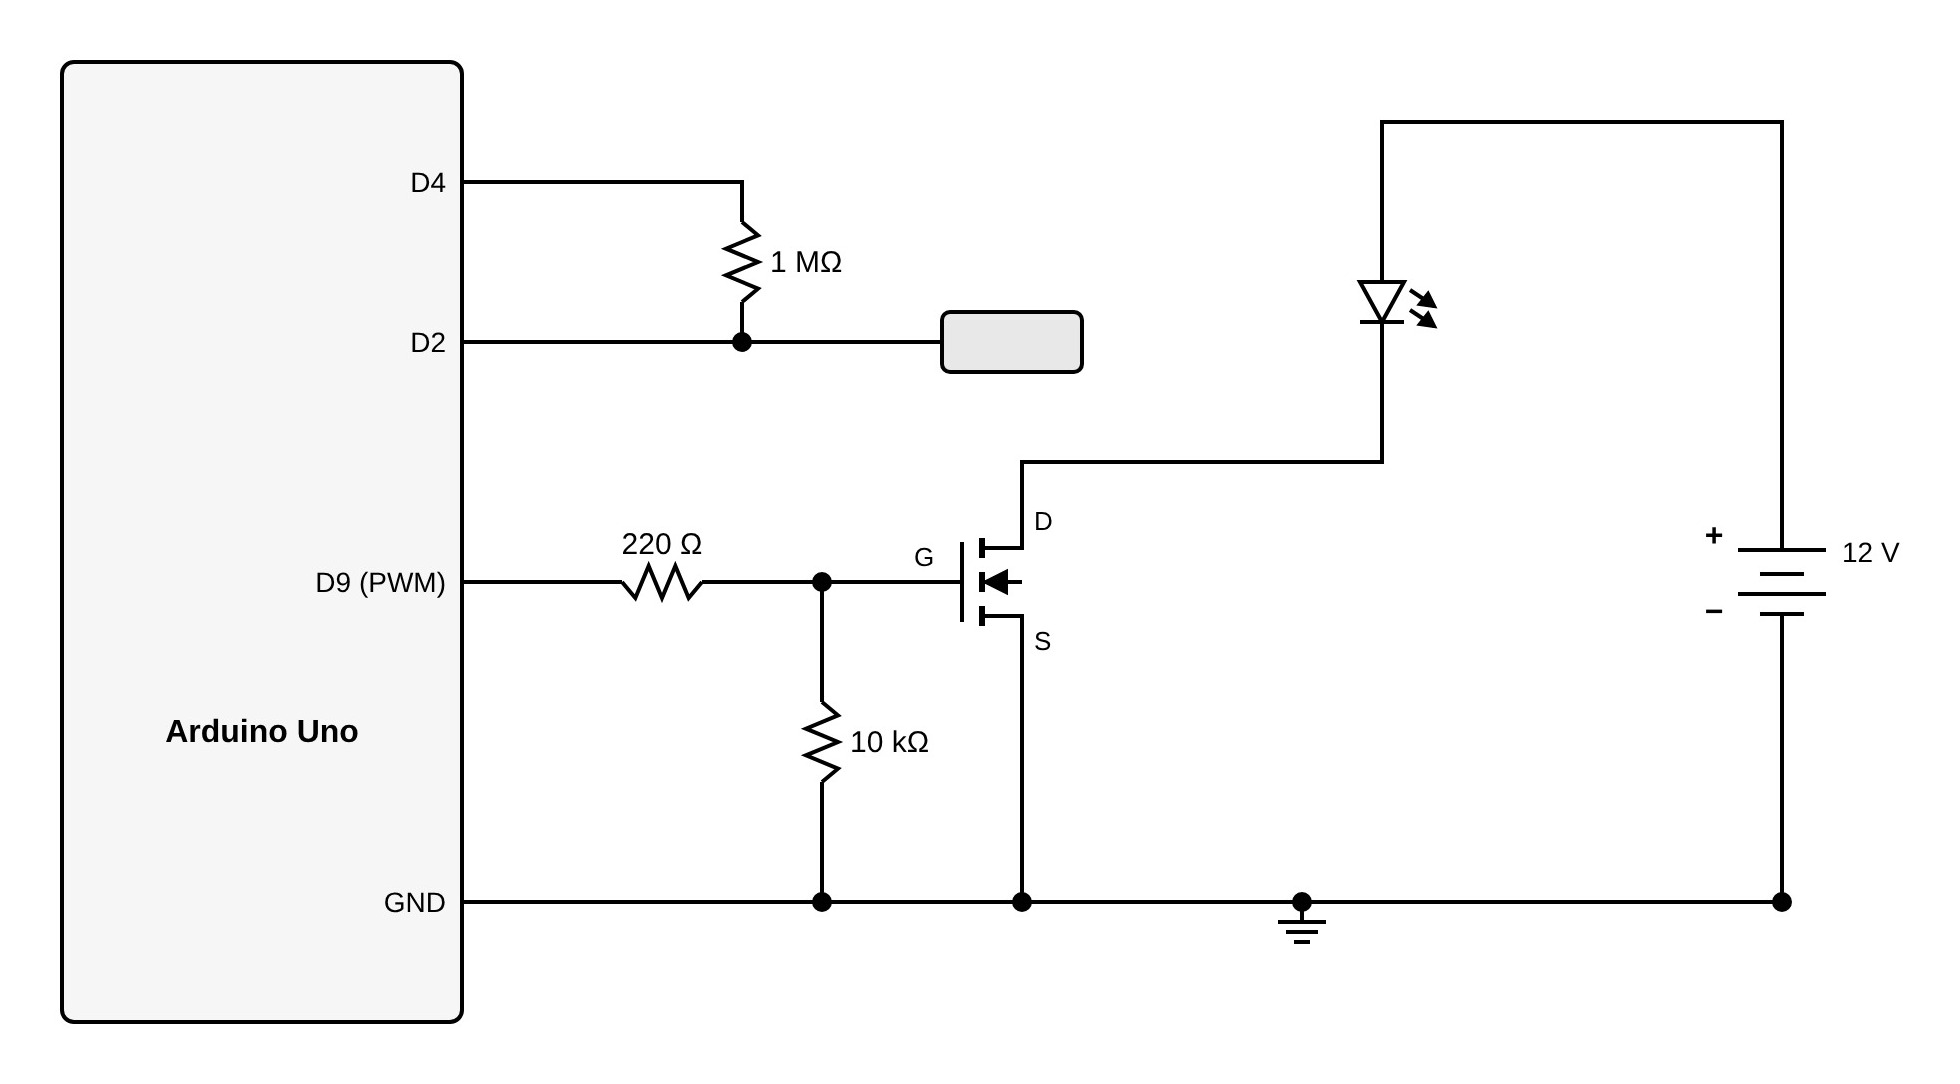 D4
1 MΩ
D2
D
+
12 V
220 Ω
G
D9 (PWM)
−
S
Arduino Uno
10 kΩ
GND